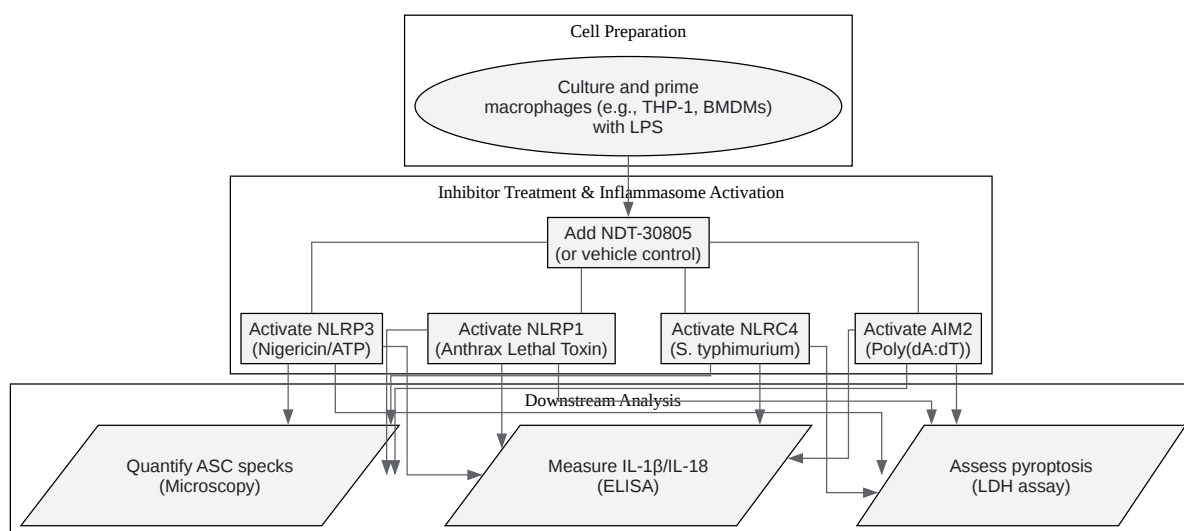 Cell Preparation
Culture and prime
macrophages (e.g., THP-1, BMDMs)
with LPS
Inhibitor Treatment & Inflammasome Activation
Add NDT-30805
(or vehicle control)
Activate NLRP3
(Nigericin/ATP)
Activate NLRP1
(Anthrax Lethal Toxin)
Activate NLRC4
(S. typhimurium)
Activate AIM2
(Poly(dA:dT))
Downstream Analysis
Quantify ASC specks
(Microscopy)
Measure IL-1β/IL-18
(ELISA)
Assess pyroptosis
(LDH assay)